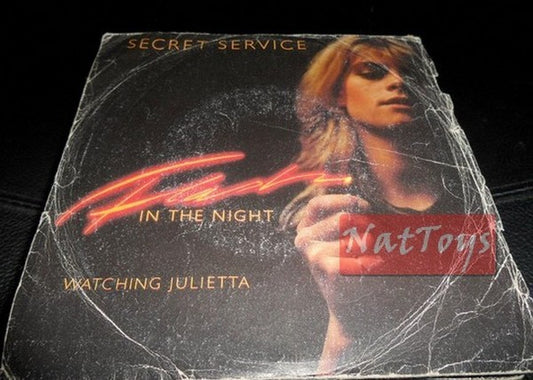 SECRET SERVICE
Flash
IN THE NIGHT
NatToys
WATCHING JULIETTA